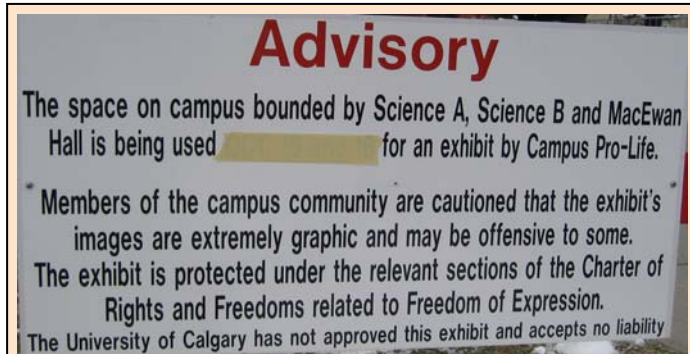 Advisory
The space on campus bounded by Science A, Science B and MacEwan
Hall is being used for an exhibit by Campus Pro-Life.
Members of the campus community are cautioned that the exhibit's
images are extremely graphic and may be offensive to some.
The exhibit is protected under the relevant sections of the Charter of
Rights and Freedoms related to Freedom of Expression.
The University of Calgary has not approved this exhibit and accepts no liability